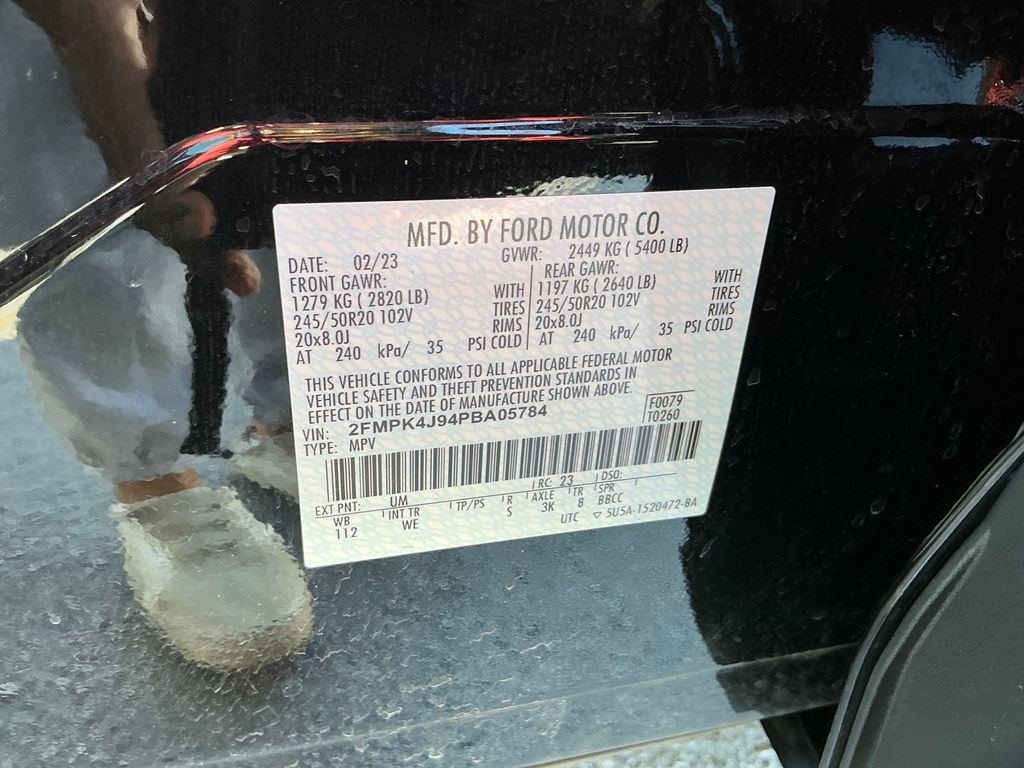 MFD. BY FORD MOTOR CO.
DATE: 02/23 GVWR: 2449 KG ( 5400 LB)
FRONT GAWR: REAR GAWR:
1279 KG ( 2820 LB) WITH 1197 KG ( 2640 LB) WITH
245/50R20 102V TIRES 245/50R20 102V TIRES
20x8.0J RIMS 20x8.0J RIMS
AT 240 kPa/ 35 PSI COLD AT 240 kPa/ 35 PSI COLD
THIS VEHICLE CONFORMS TO ALL APPLICABLE FEDERAL MOTOR
VEHICLE SAFETY AND THEFT PREVENTION STANDARDS IN
EFFECT ON THE DATE OF MANUFACTURE SHOWN ABOVE.
VIN: 2FMPK4J94PBA05784 F0079
TYPE: MPV T0260
EXT PNT: UM RC: 23 DSO:
WB INT TR TP/PS R AXLE TR SPR
112 WE S 3K 8 BBCC
UTC ▽ 5U5A-1520472-BA